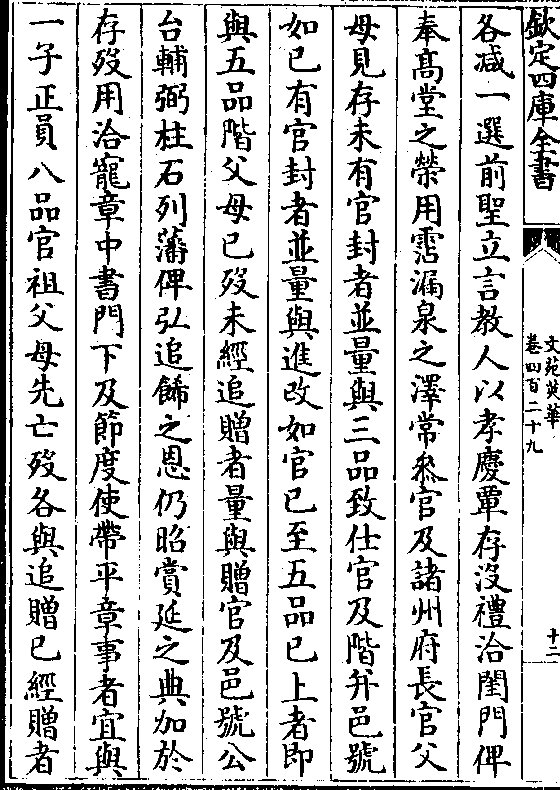 欽定四庫全書
文苑英華
卷四百二十九
十二
各减一選前聖立言教人以孝慶覃存沒禮洽閨門俾
奉髙堂之榮用霑漏泉之澤常叅官及諸州府長官父
母見存未有官封者並量與三品致仕官及階并邑號
如已有官封者並量與進改如官已至五品已上者即
與五品階父母已歿未經追贈者量與贈官及邑號公
台輔弼柱石列藩俾弘追餙之恩仍昭賞延之典加於
存歿用洽寵章中書門下及節度使帶平章事者宜與
一子正員八品官祖父母先亡歿各與追贈已經贈者